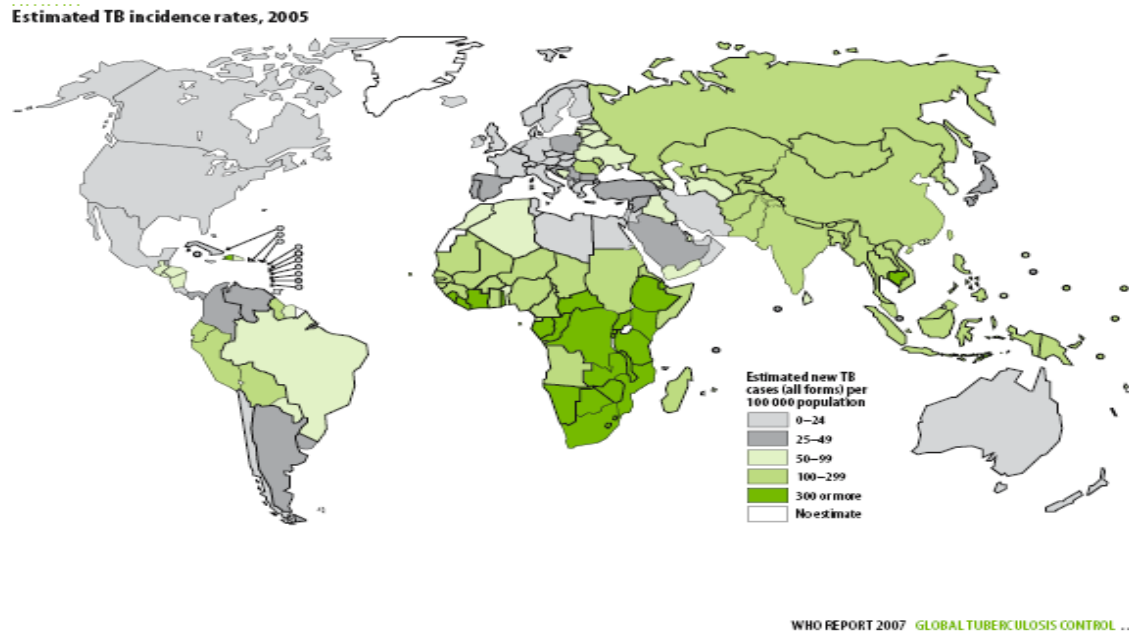 Estimated TB incidence rates, 2005
Estimated new TB
cases (all forms) per
100 000 population
0–24
25–49
50–99
100–299
300 or more
No estimate
WHO REPORT 2007 GLOBAL TUBERCULOSIS CONTROL ..